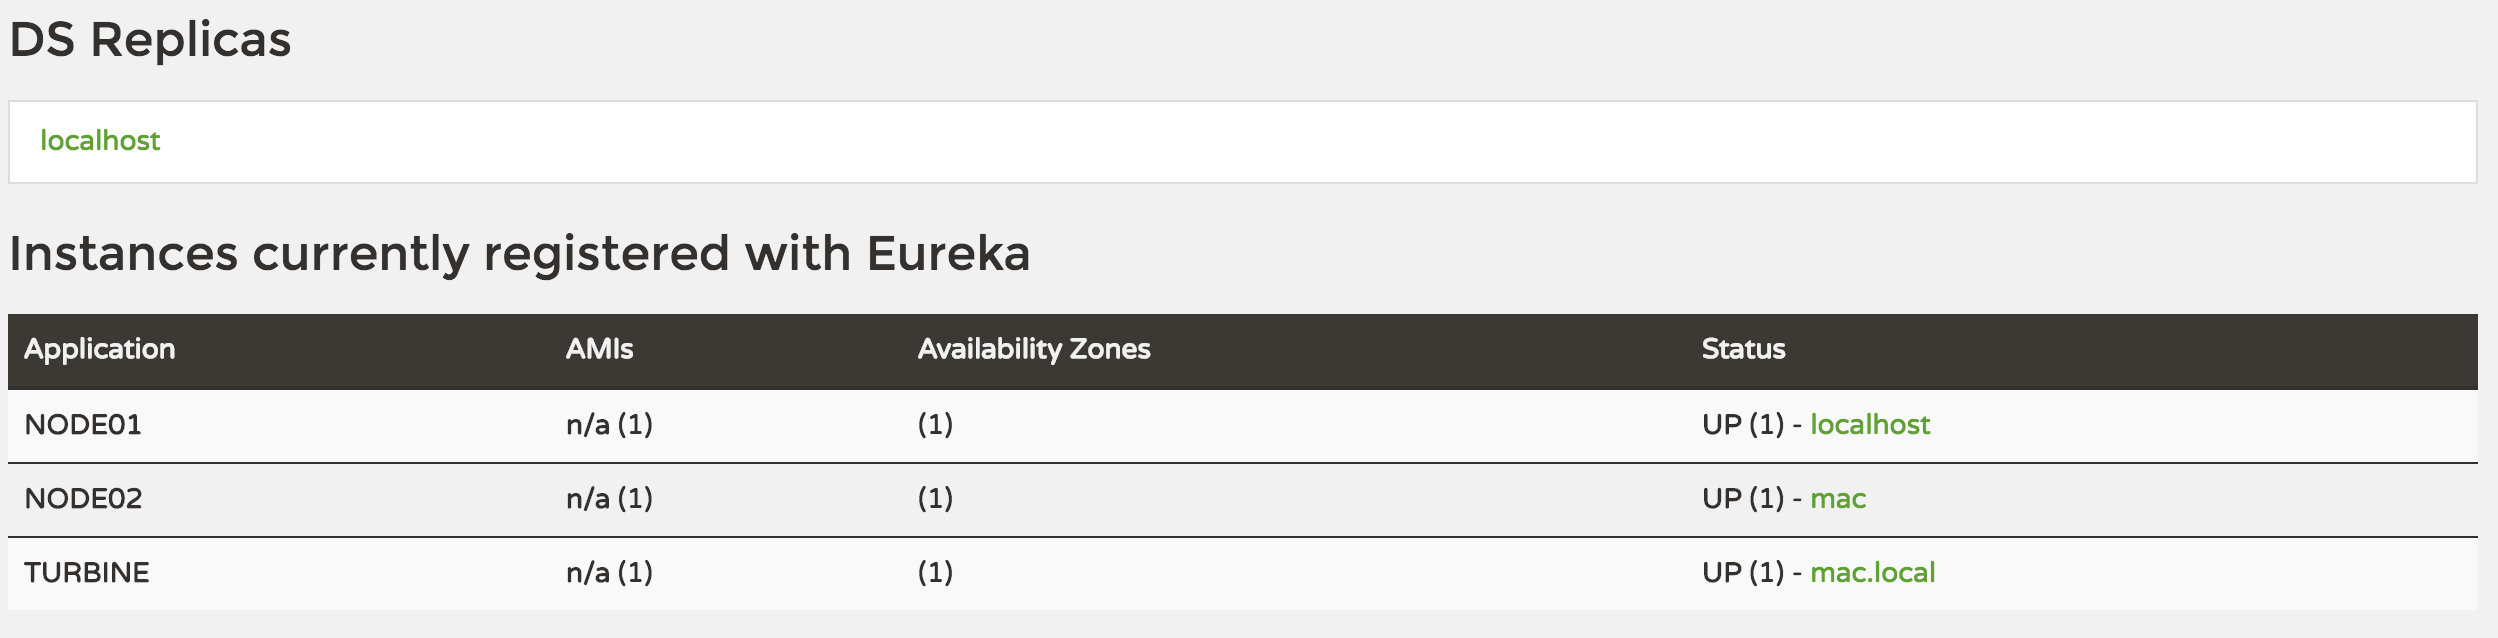 DS Replicas
localhost
Instances currently registered with Eureka
Application AMIs Availability Zones Status
NODE01 n/a (1) (1) UP (1) - localhost
NODE02 n/a (1) (1) UP (1) - mac
TURBINE n/a (1) (1) UP (1) - mac.local